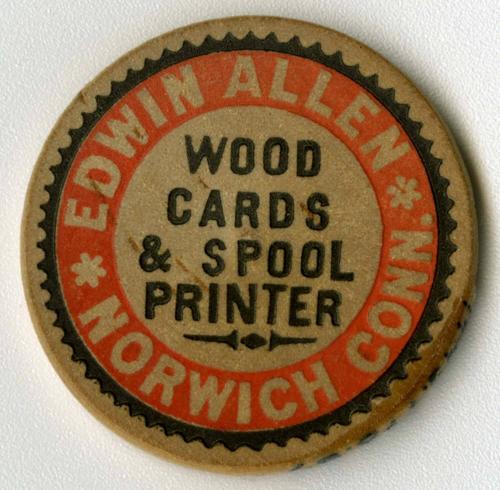 EDWIN ALLEN
WOOD
CARDS
& SPOOL
PRINTER
NORWICH CONN.